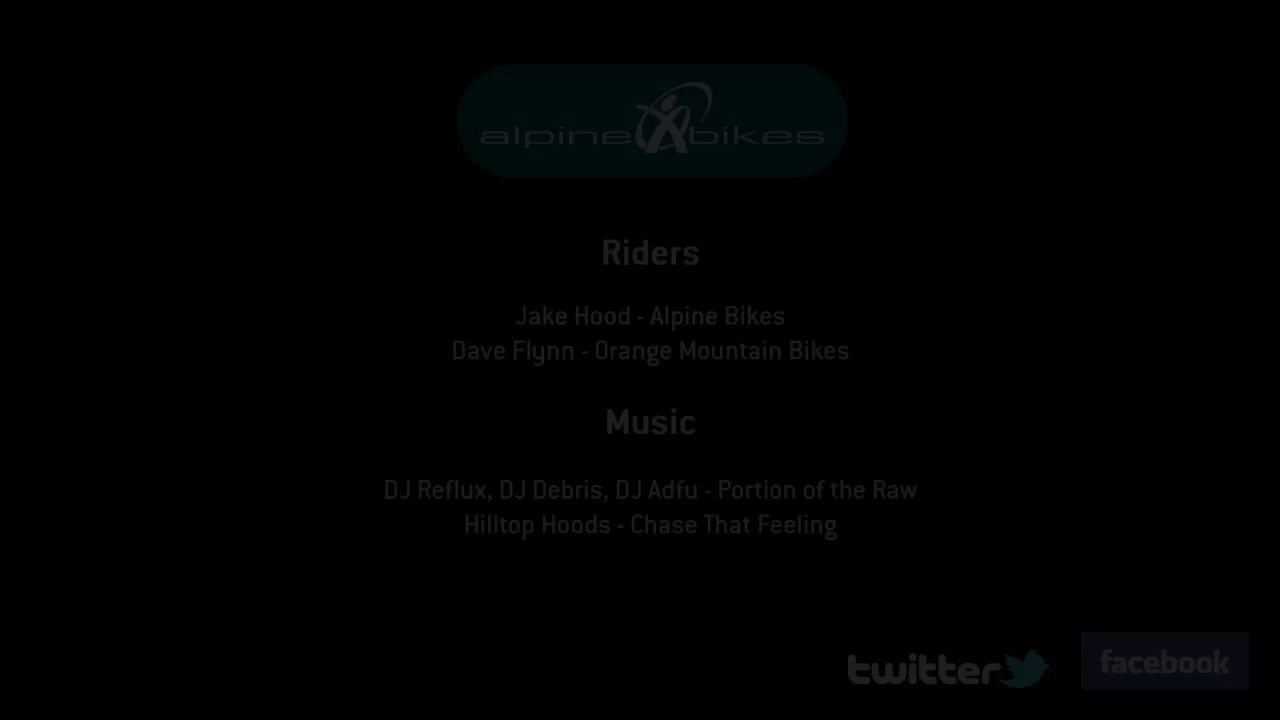 alpine bikes
Riders
Jake Hood - Alpine Bikes
Dave Flynn - Orange Mountain Bikes
Music
DJ Reflux, DJ Debris, DJ Adfu - Portion of the Raw
Hilltop Hoods - Chase That Feeling
twitter
facebook